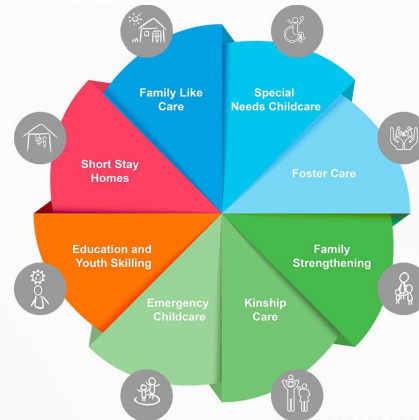 Family Like
Care
Special
Needs Childcare
Foster Care
Family
Strengthening
Kinship
Care
Emergency
Childcare
Education and
Youth Skilling
Short Stay
Homes